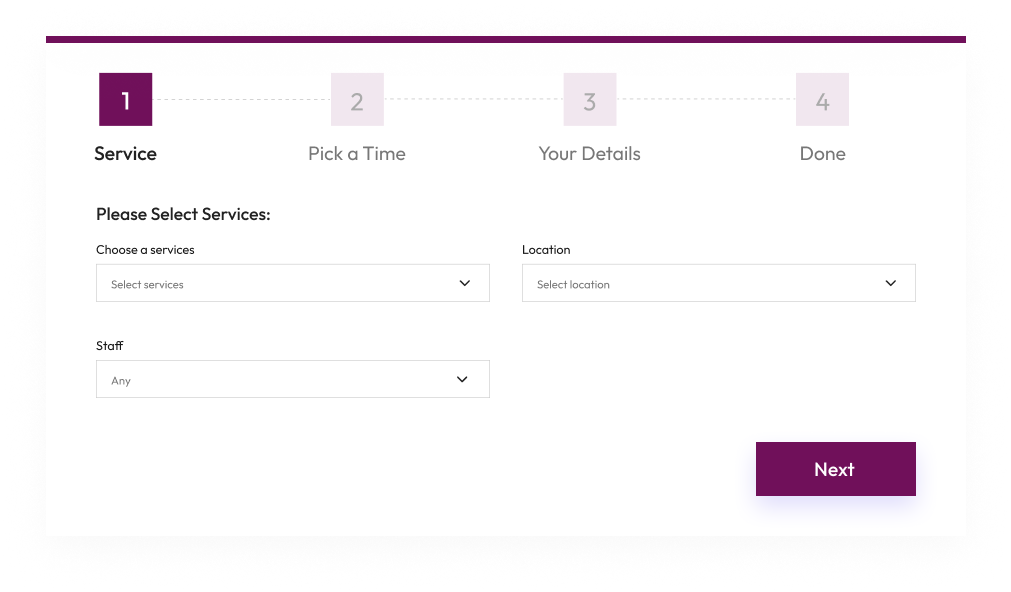 1 2 3 4
Service Pick a Time Your Details Done
Please Select Services:
Choose a services Location
Select services Select location
Staff
Any
Next